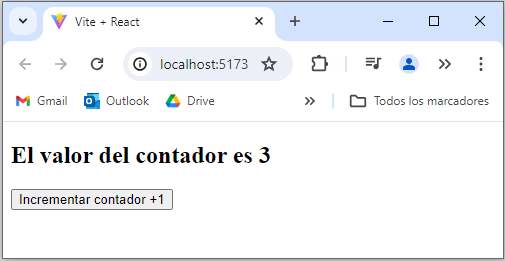 Vite + React
localhost:5173
Gmail Outlook Drive Todos los marcadores
El valor del contador es 3
Incrementar contador +1